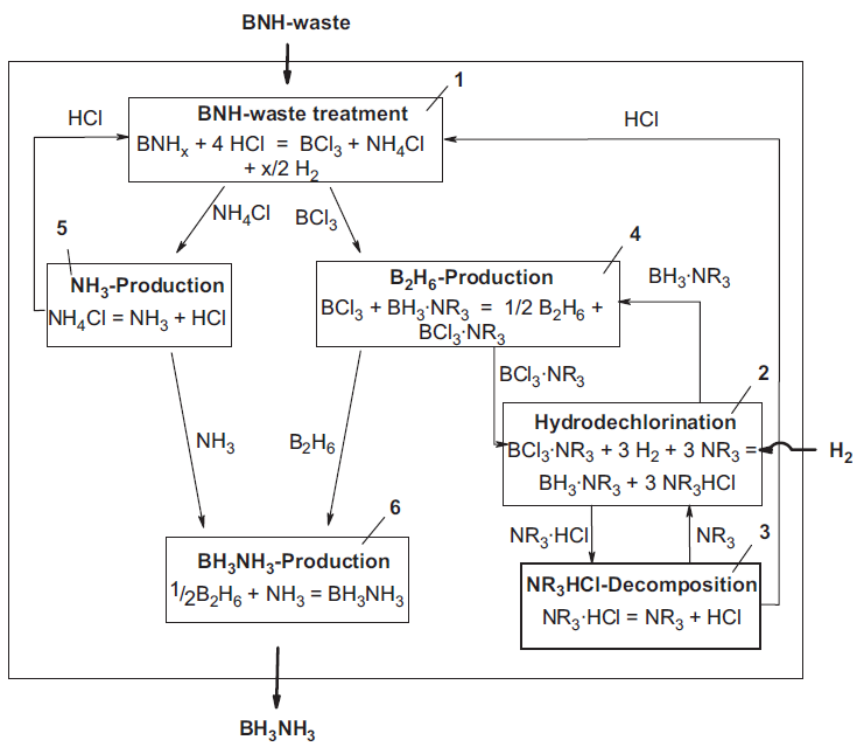 BNH-waste
1
HCl
BNH-waste treatment
HCl
BNHₓ + 4 HCl = BCl₃ + NH₄Cl
+ x/2 H₂
NH₄Cl
BCl₃
5
4
NH₃-Production
NH₄Cl = NH₃ + HCl
B₂H₆-Production
BCl₃ + BH₃·NR₃ = 1/2 B₂H₆ +
BCl₃·NR₃
BH₃·NR₃
BCl₃·NR₃
2
Hydrodechlorination
BCl₃·NR₃ + 3 H₂ + 3 NR₃ =
BH₃·NR₃ + 3 NR₃HCl
H₂
NH₃
B₂H₆
6
NR₃·HCl
NR₃
3
BH₃NH₃-Production
1/2B₂H₆ + NH₃ = BH₃NH₃
NR₃HCl-Decomposition
NR₃·HCl = NR₃ + HCl
BH₃NH₃